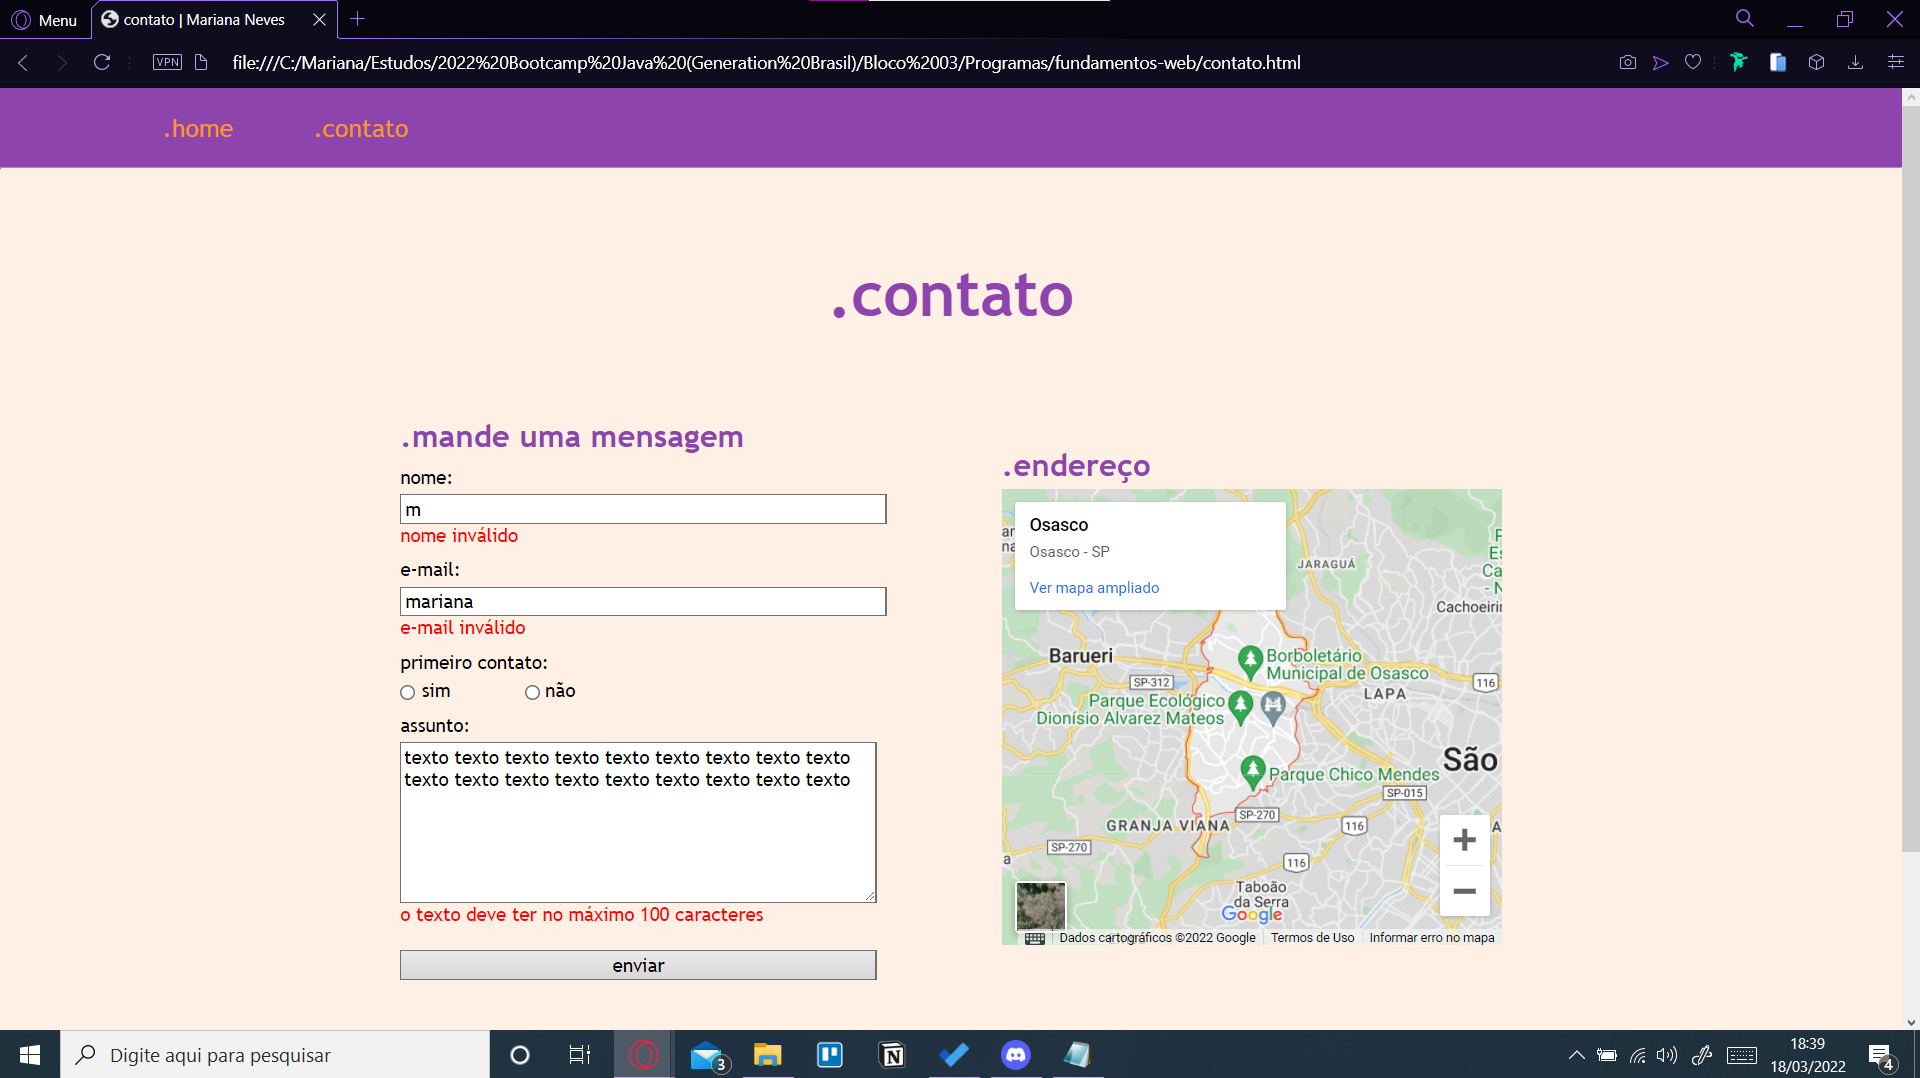 Menu
contato | Mariana Neves
VPN
file:///C:/Mariana/Estudos/2022%20Bootcamp%20Java%20(Generation%20Brasil)/Bloco%2003/Programas/fundamentos-web/contato.html
.home
.contato
.contato
.mande uma mensagem
nome:
m
nome inválido
e-mail:
mariana
e-mail inválido
primeiro contato:
sim
não
assunto:
texto texto texto texto texto texto texto texto texto
texto texto texto texto texto texto texto texto texto
o texto deve ter no máximo 100 caracteres
enviar
.endereço
Osasco
Osasco - SP
Ver mapa ampliado
JARAGUÁ
Cachoeiri
Barueri
Borboletário
Municipal de Osasco
SP-312
116
LAPA
Parque Ecológico
Dionísio Alvarez Mateos
São
Parque Chico Mendes
SP-015
SP-270
GRANJA VIANA
116
SP-270
116
Taboão
da Serra
Google
Dados cartográficos ©2022 Google
Termos de Uso
Informar erro no mapa
Digite aqui para pesquisar
3
18:39
18/03/2022
4